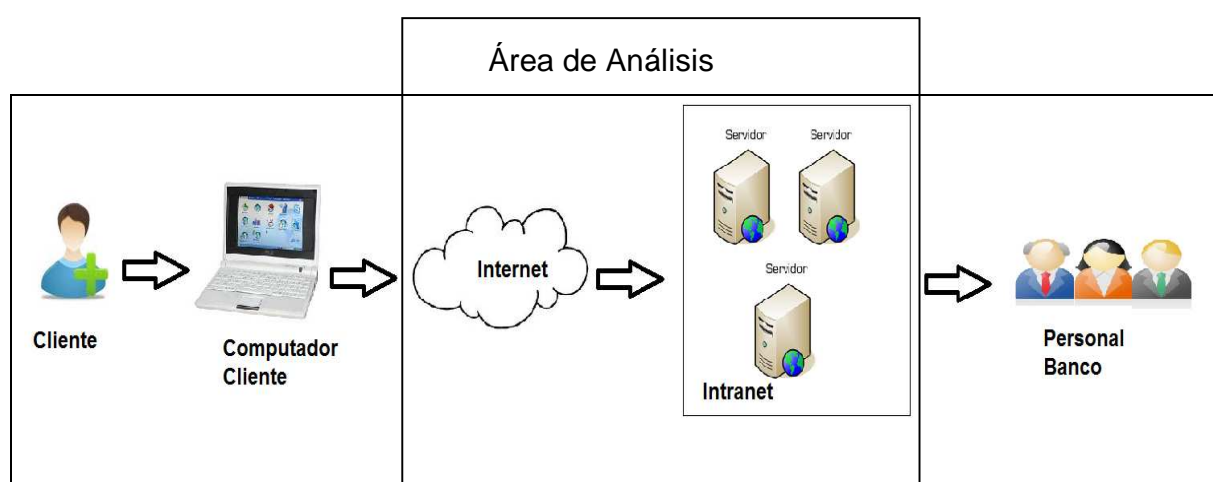 Área de Análisis
Servidor
Servidor
Internet
Servidor
Cliente
Computador
Cliente
Intranet
Personal
Banco